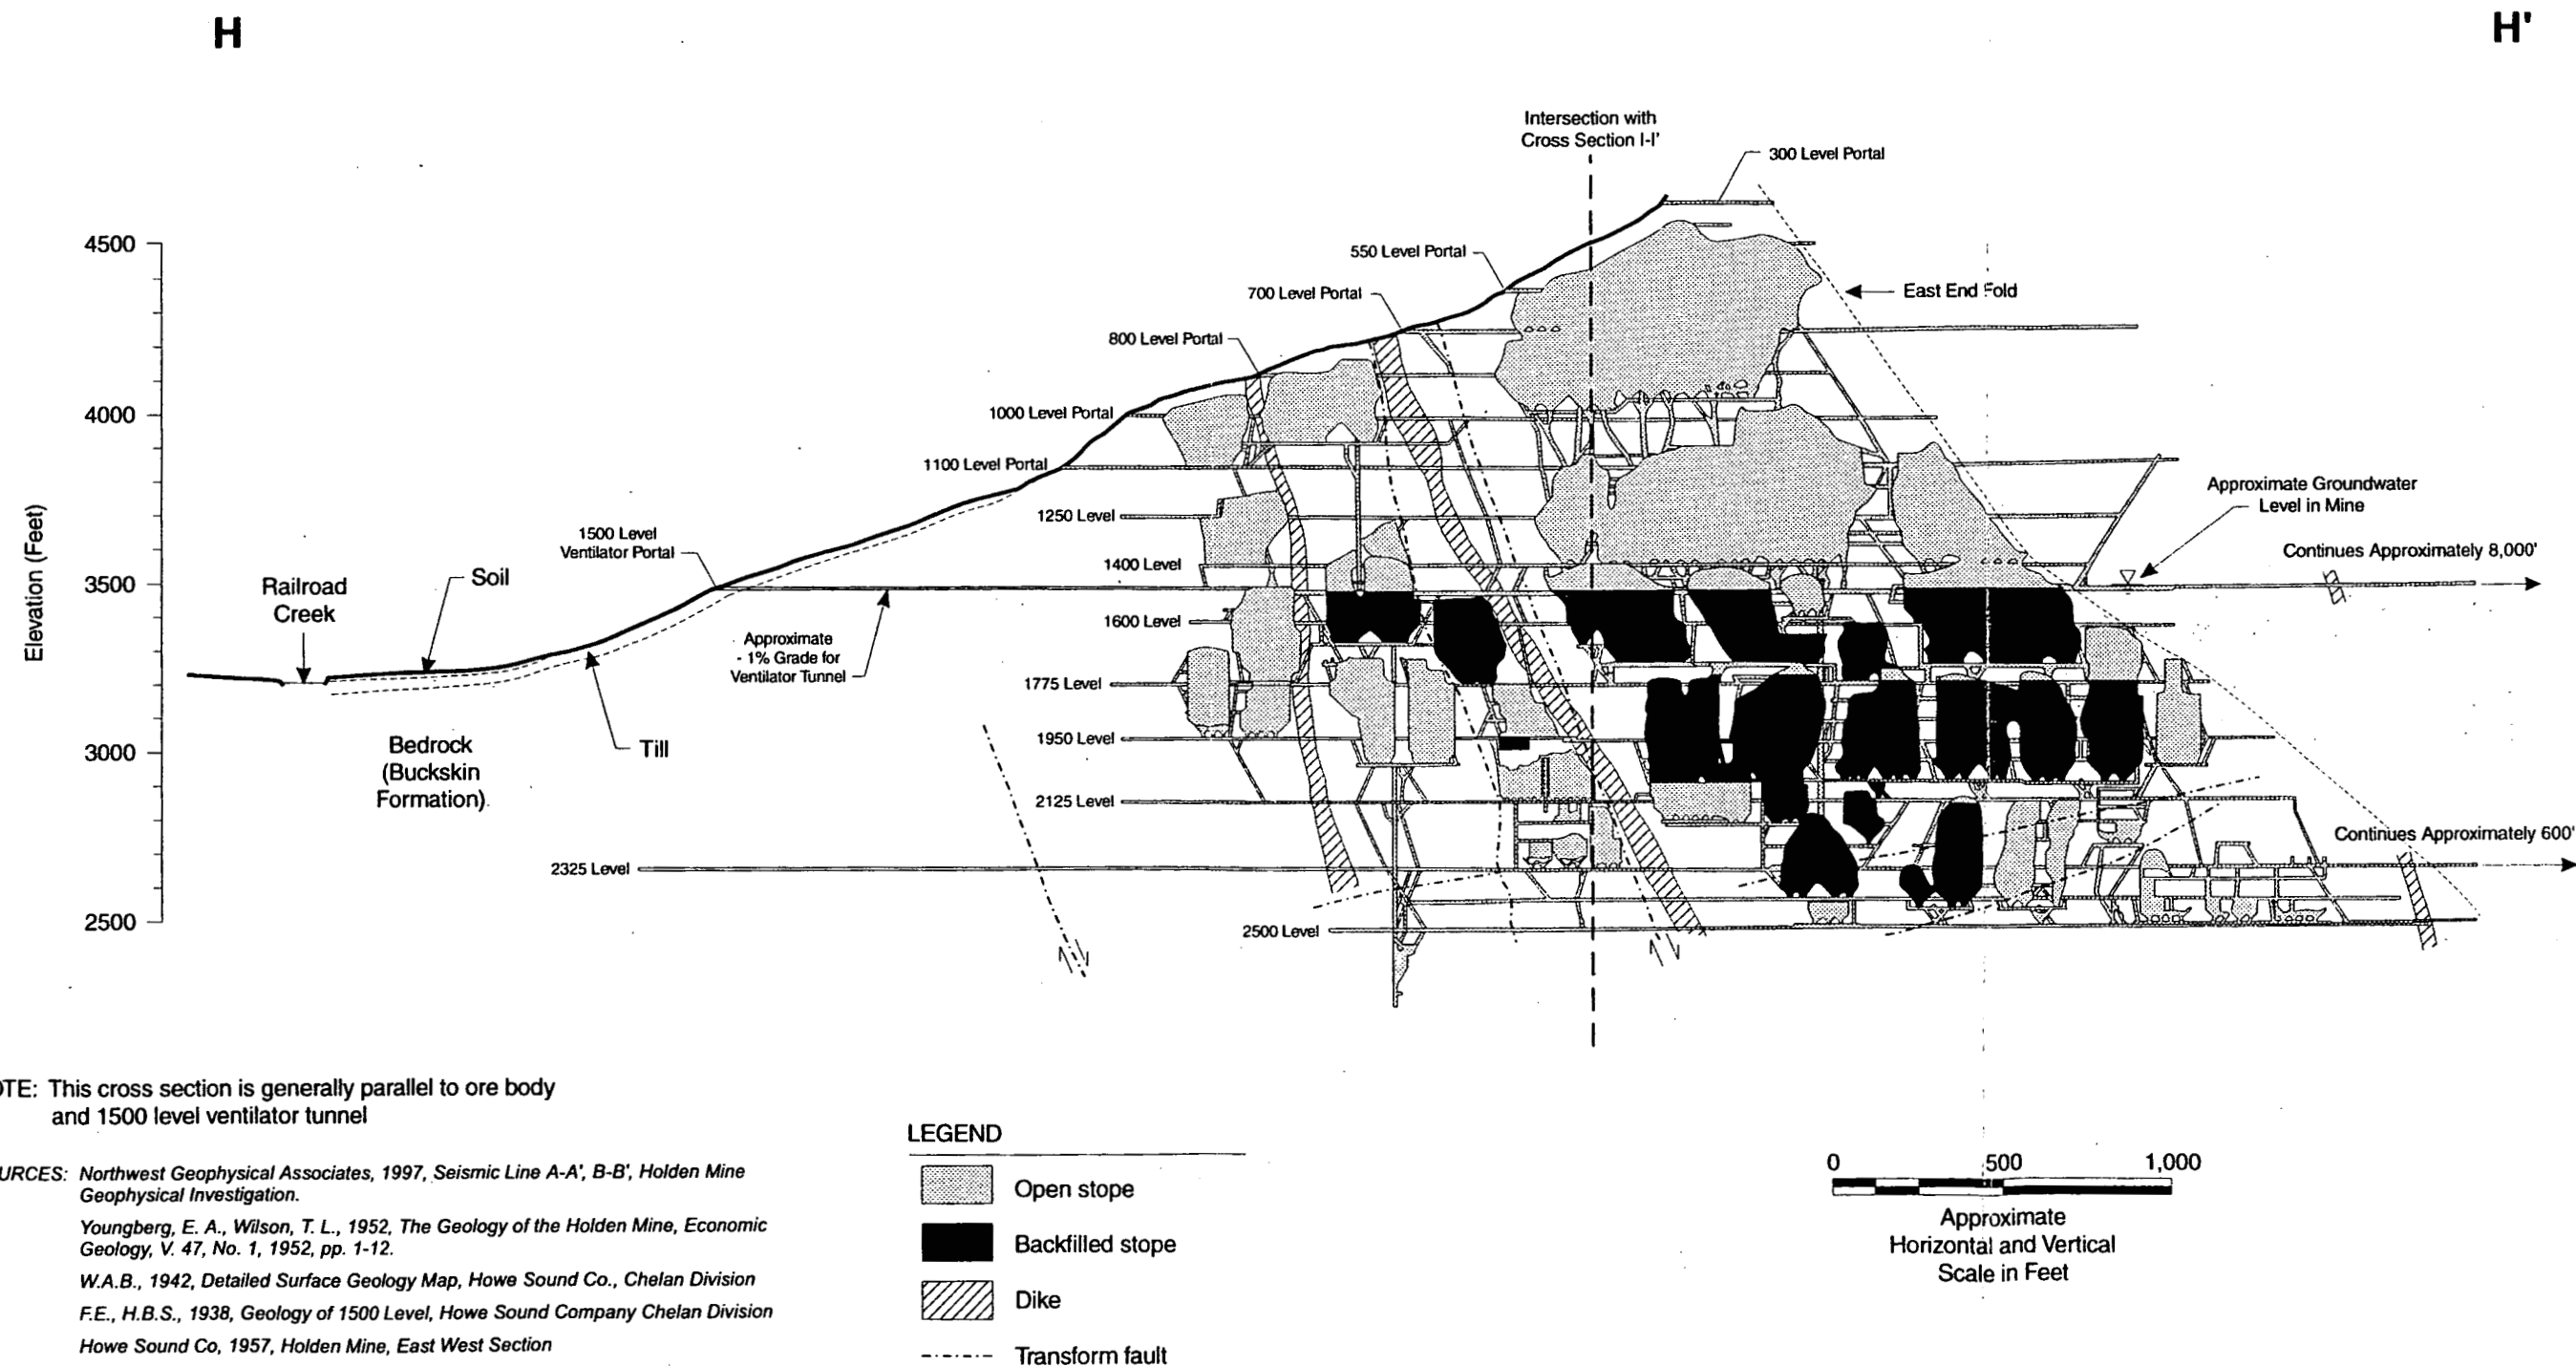 H
H'
Intersection with
Cross Section I-I'
300 Level Portal
4500
550 Level Portal
East End Fold
700 Level Portal
800 Level Portal
4000
1000 Level Portal
1100 Level Portal
Approximate Groundwater
Level in Mine
1250 Level
1500 Level
Ventilator Portal
Continues Approximately 8,000'
1400 Level
Elevation (Feet)
3500
Railroad
Creek
Soil
1600 Level
Approximate
- 1% Grade for
Ventilator Tunnel
1775 Level
3000
Bedrock
(Buckskin
Formation)
Till
1950 Level
2125 Level
Continues Approximately 600'
2325 Level
2500
2500 Level
OTE: This cross section is generally parallel to ore body
and 1500 level ventilator tunnel
URCES: Northwest Geophysical Associates, 1997, Seismic Line A-A', B-B', Holden Mine
Geophysical Investigation.
Youngberg, E. A., Wilson, T. L., 1952, The Geology of the Holden Mine, Economic
Geology, V. 47, No. 1, 1952, pp. 1-12.
W.A.B., 1942, Detailed Surface Geology Map, Howe Sound Co., Chelan Division
F.E., H.B.S., 1938, Geology of 1500 Level, Howe Sound Company Chelan Division
Howe Sound Co, 1957, Holden Mine, East West Section
LEGEND
Open stope
Backfilled stope
Dike
Transform fault
0 500 1,000
Approximate
Horizontal and Vertical
Scale in Feet